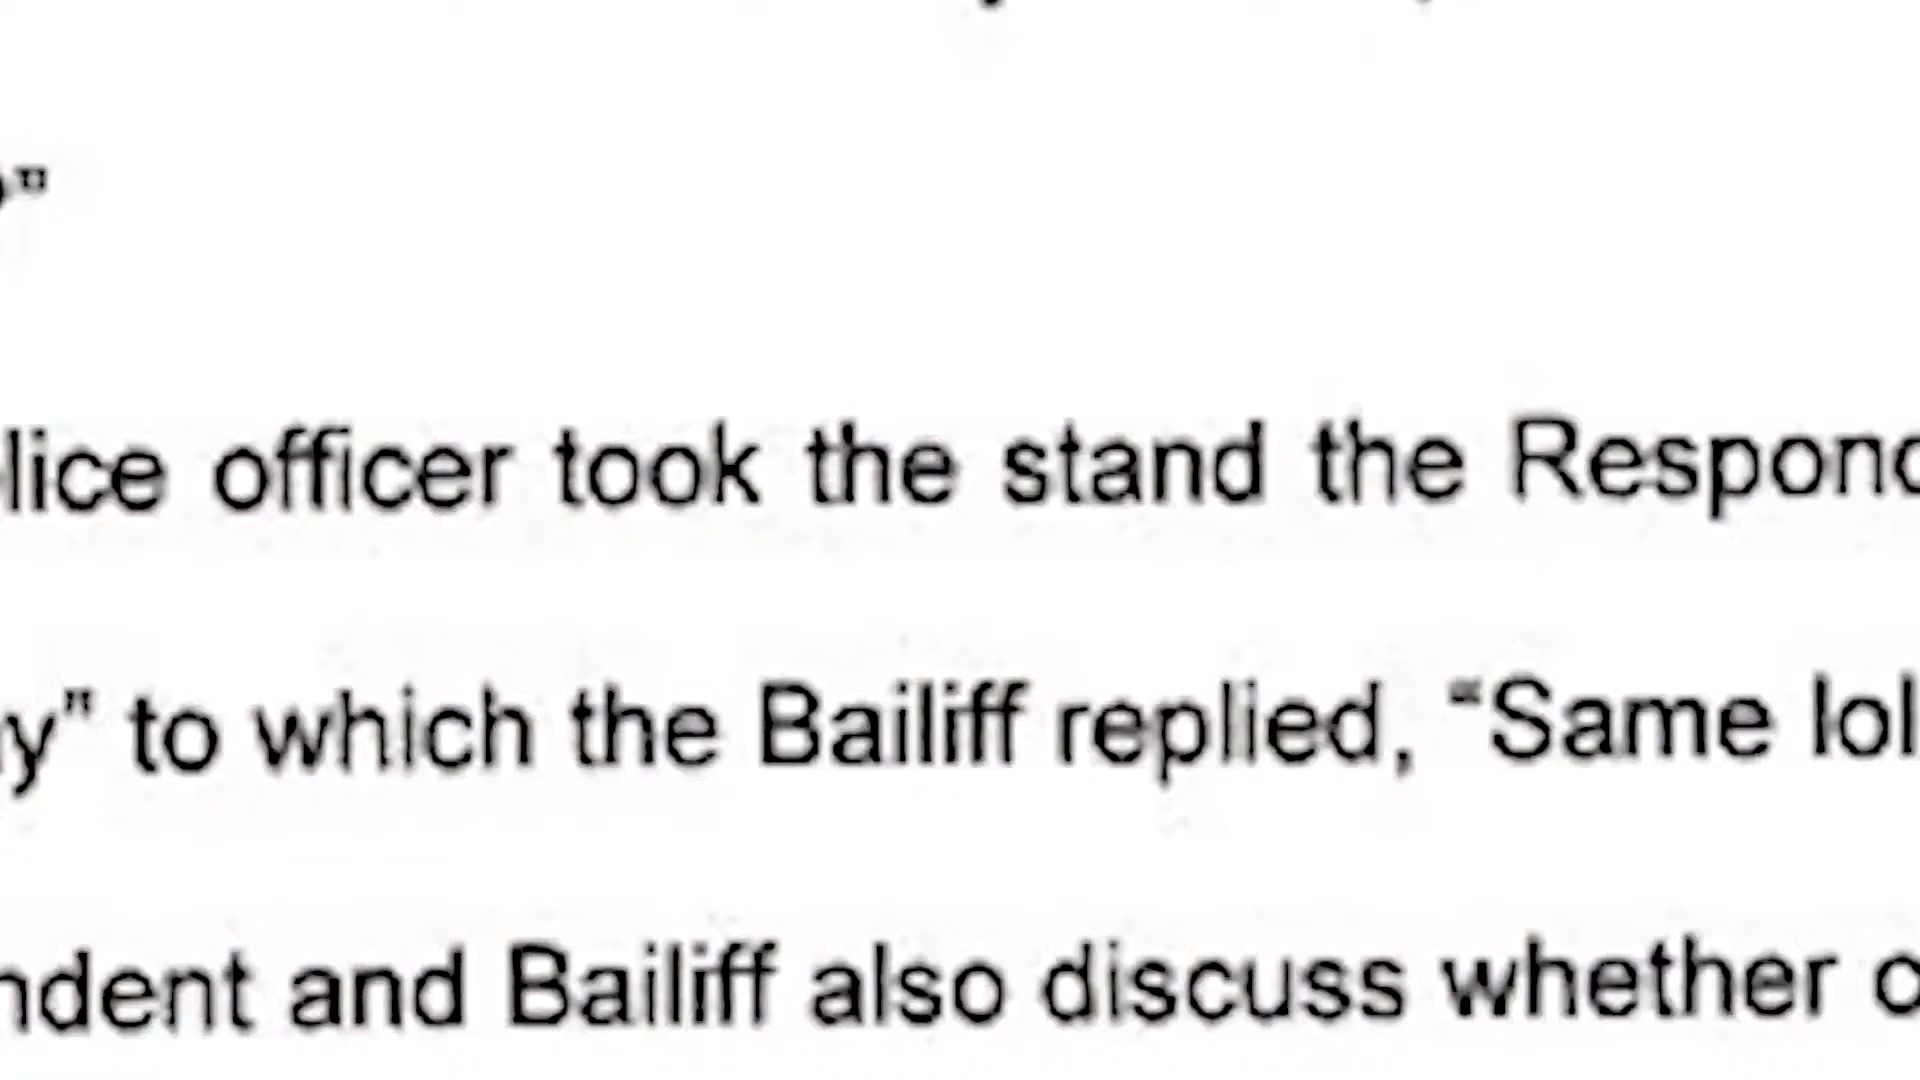 ”
lice officer took the stand the Respon
y” to which the Bailiff replied, “Same lol
ndent and Bailiff also discuss whether